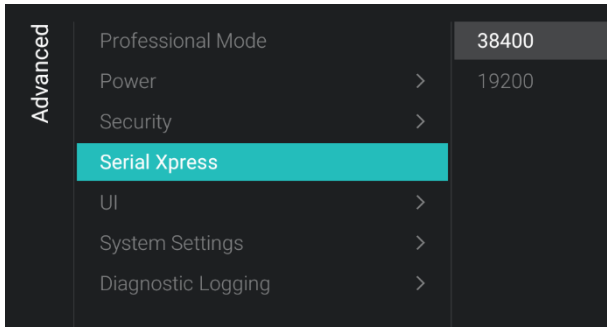 Advanced
Professional Mode
Power
Security
Serial Xpress
UI
System Settings
Diagnostic Logging
38400
19200